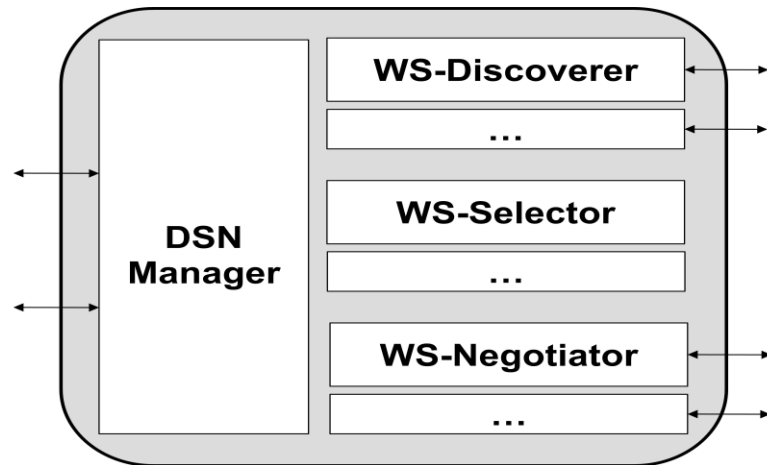 WS-Discoverer
...
WS-Selector
...
DSN
Manager
WS-Negotiator
...